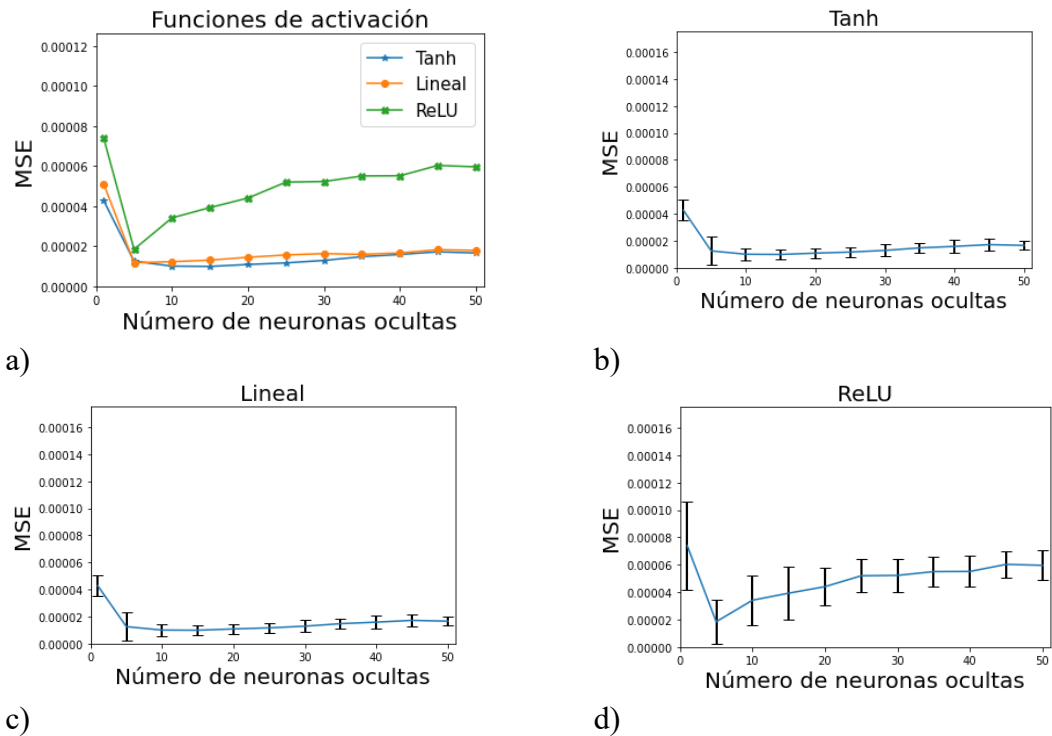 Funciones de activación
0.00012
0.00010
0.00008
0.00006
0.00004
0.00002
0.00000
MSE
Tanh
Lineal
ReLU
0 10 20 30 40 50
Número de neuronas ocultas
a)
Tanh
0.00016
0.00014
0.00012
0.00010
0.00008
0.00006
0.00004
0.00002
0.00000
MSE
0 10 20 30 40 50
Número de neuronas ocultas
b)
Lineal
0.00016
0.00014
0.00012
0.00010
0.00008
0.00006
0.00004
0.00002
0.00000
MSE
0 10 20 30 40 50
Número de neuronas ocultas
c)
ReLU
0.00016
0.00014
0.00012
0.00010
0.00008
0.00006
0.00004
0.00002
0.00000
MSE
0 10 20 30 40 50
Número de neuronas ocultas
d)